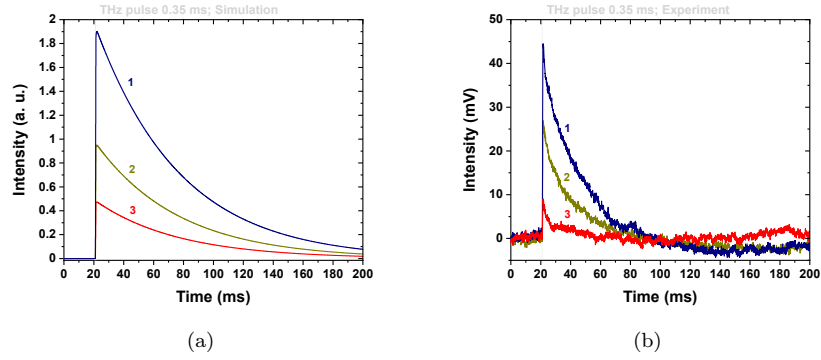 THz pulse 0.35 ms; Simulation
Intensity (a. u.)
2
1.8
1.6
1.4
1.2
1
0.8
0.6
0.4
0.2
0
1
2
3
0 20 40 60 80 100 120 140 160 180 200
Time (ms)
(a)
THz pulse 0.35 ms; Experiment
Intensity (mV)
50
40
30
20
10
0
1
2
3
0 20 40 60 80 100 120 140 160 180 200
Time (ms)
(b)